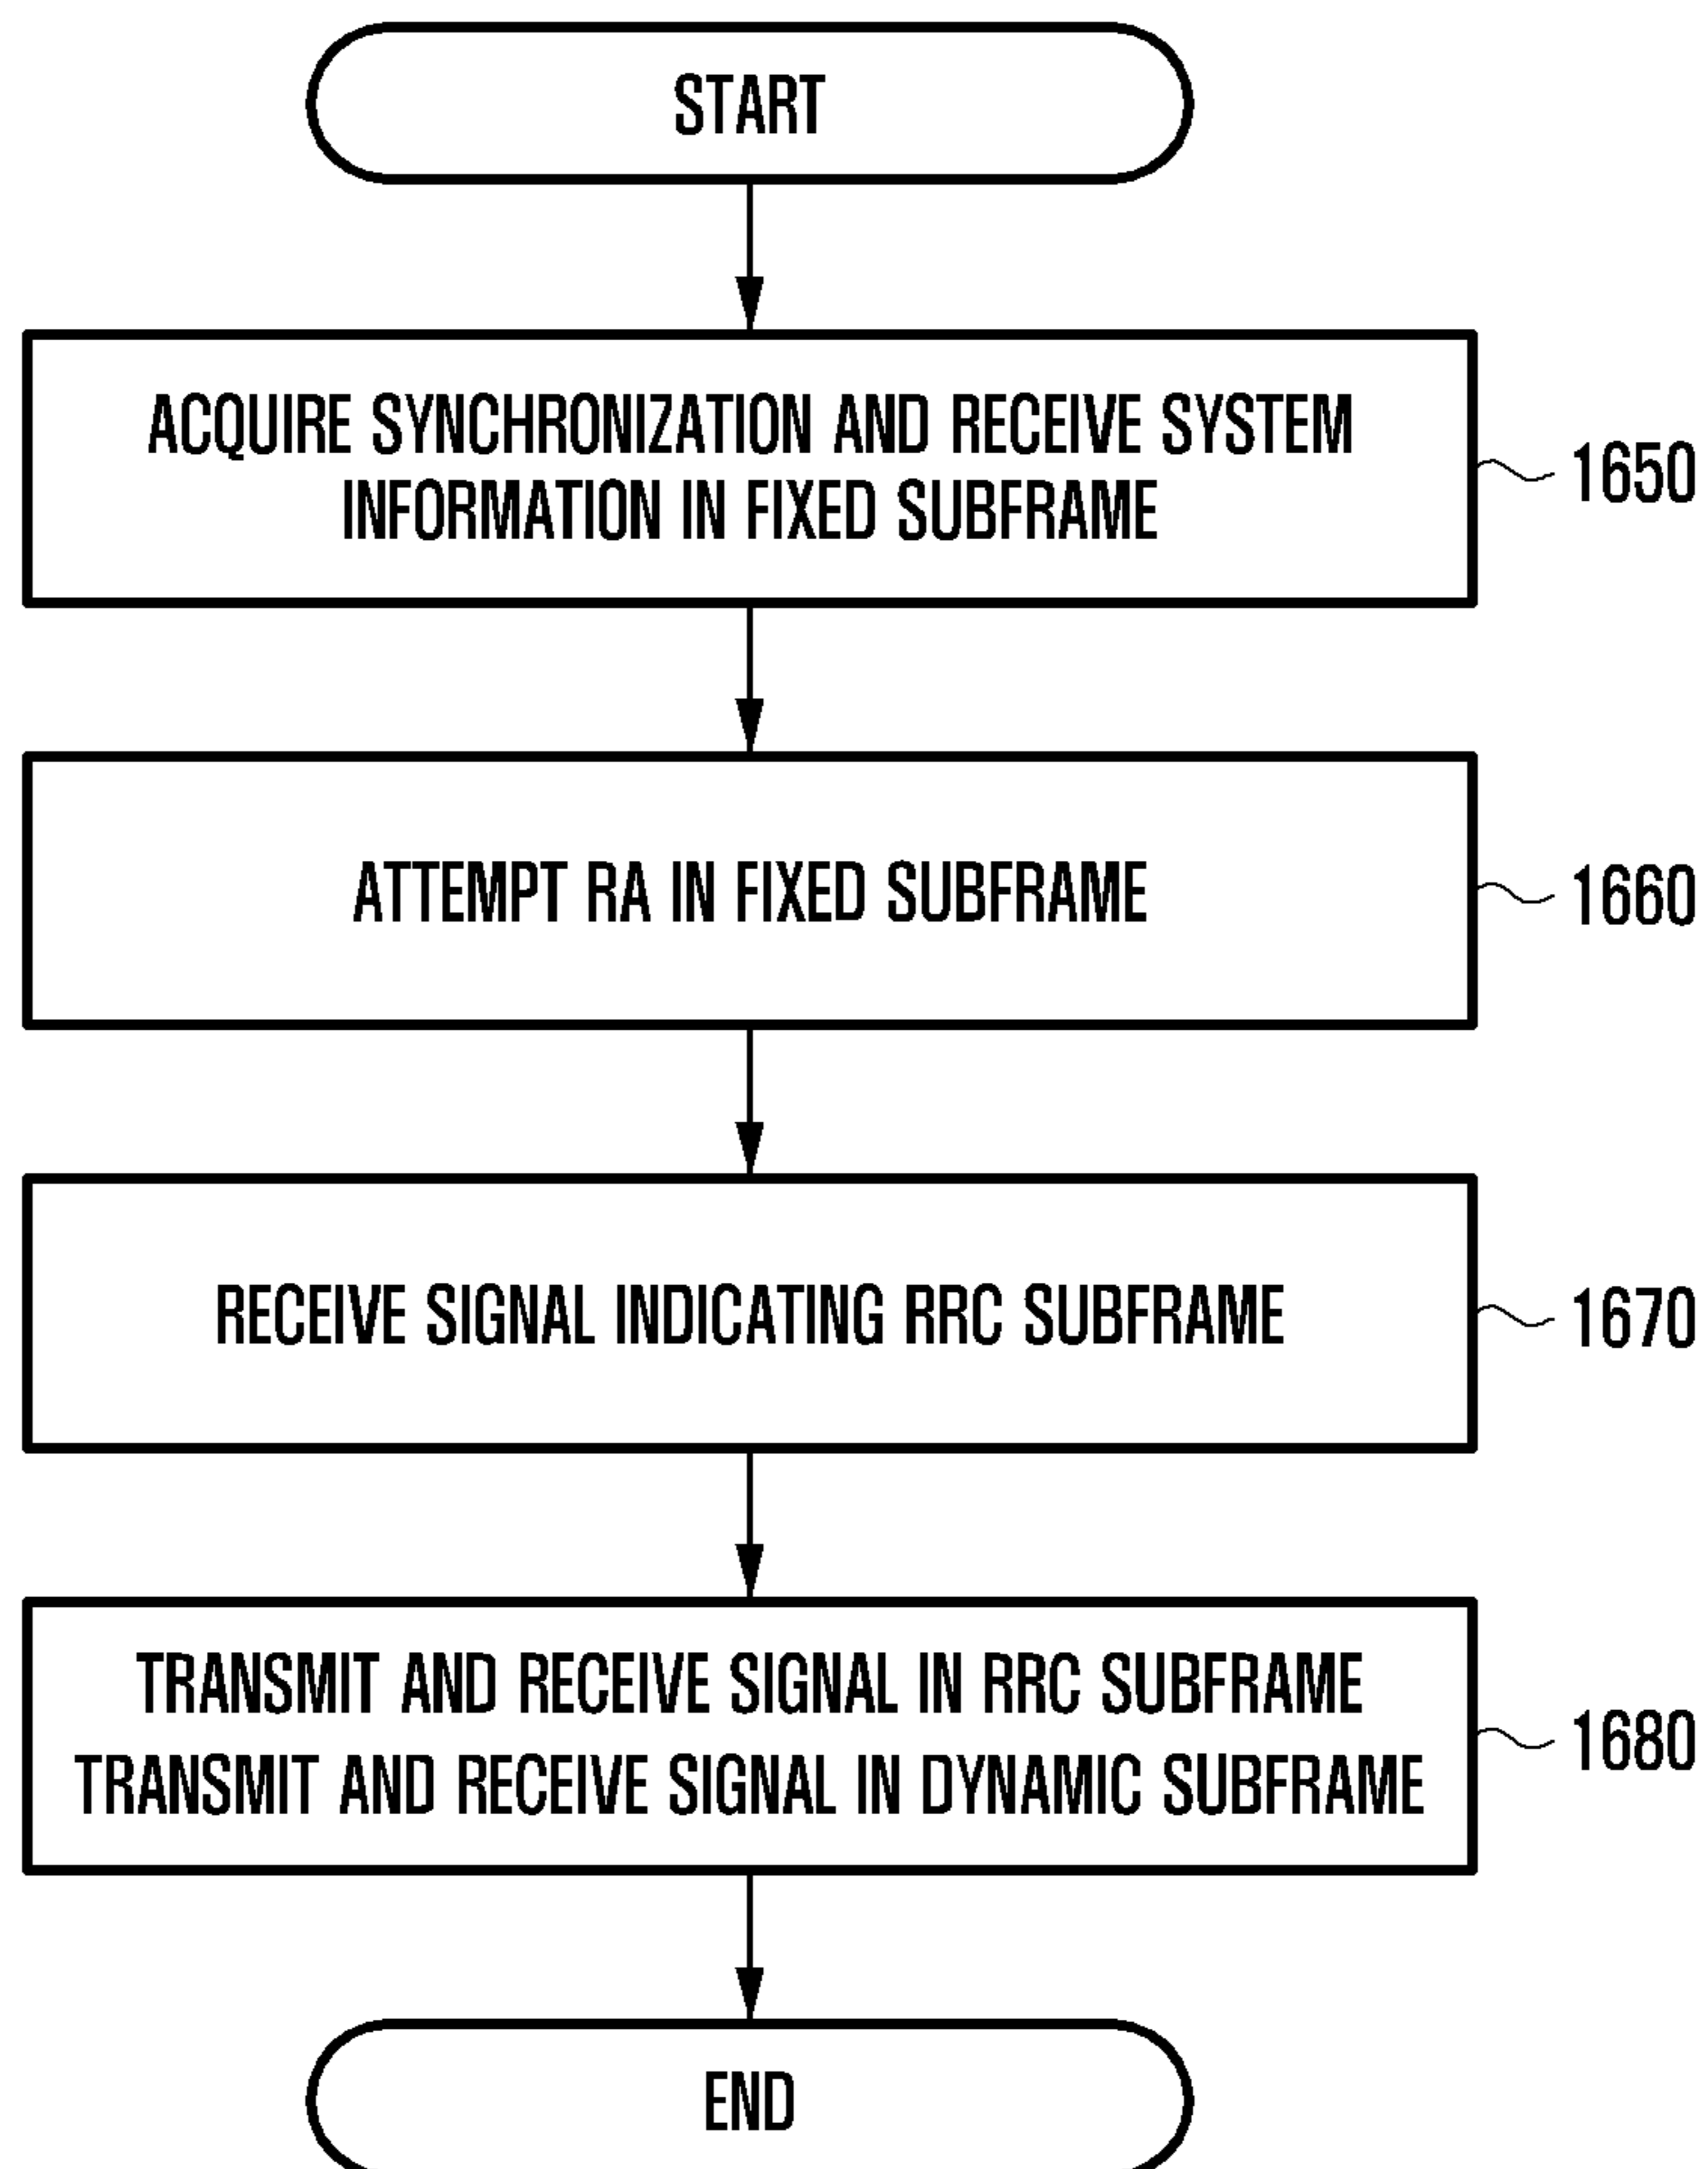 START
ACQUIRE SYNCHRONIZATION AND RECEIVE SYSTEM
INFORMATION IN FIXED SUBFRAME
1650
ATTEMPT RA IN FIXED SUBFRAME
1660
RECEIVE SIGNAL INDICATING RRC SUBFRAME
1670
TRANSMIT AND RECEIVE SIGNAL IN RRC SUBFRAME
TRANSMIT AND RECEIVE SIGNAL IN DYNAMIC SUBFRAME
1680
END